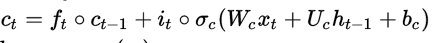 c_t = f_t ∘ c_{t−1} + i_t ∘ σ_c(W_c x_t + U_c h_{t−1} + b_c)